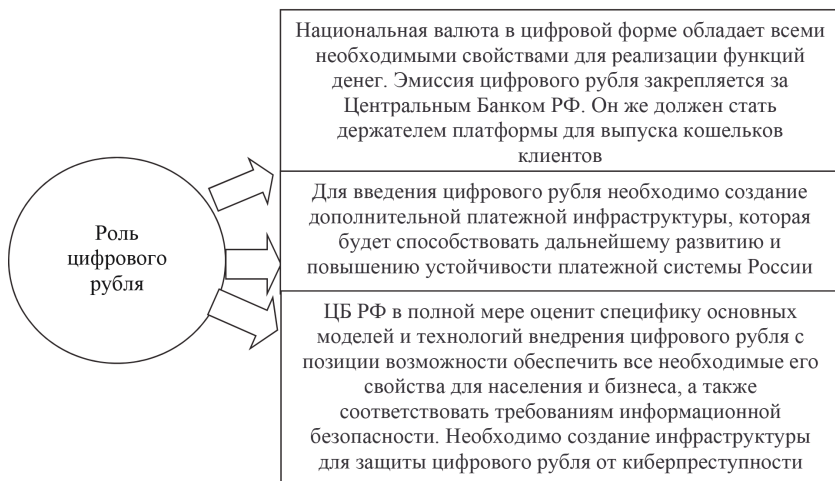 Роль
цифрового
рубля
Национальная валюта в цифровой форме обладает всеми
необходимыми свойствами для реализации функций
денег. Эмиссия цифрового рубля закрепляется за
Центральным Банком РФ. Он же должен стать
держателем платформы для выпуска кошельков
клиентов
Для введения цифрового рубля необходимо создание
дополнительной платежной инфраструктуры, которая
будет способствовать дальнейшему развитию и
повышению устойчивости платежной системы России
ЦБ РФ в полной мере оценит специфику основных
моделей и технологий внедрения цифрового рубля с
позиции возможности обеспечить все необходимые его
свойства для населения и бизнеса, а также
соответствовать требованиям информационной
безопасности. Необходимо создание инфраструктуры
для защиты цифрового рубля от киберпреступности